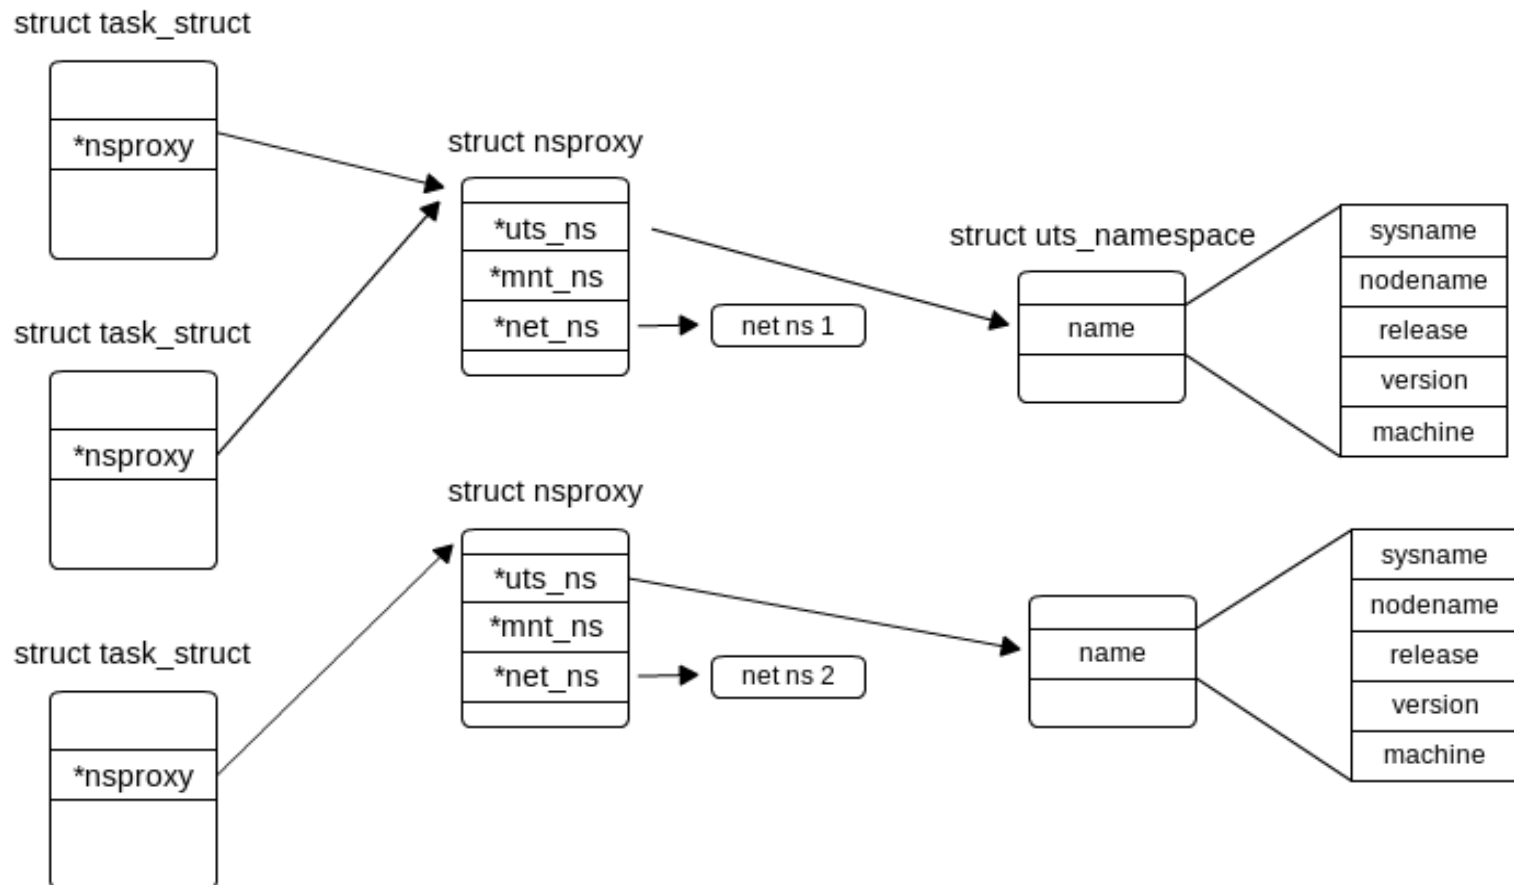 struct task_struct
*nsproxy
struct nsproxy
*uts_ns
*mnt_ns
*net_ns
net ns 1
struct uts_namespace
name
sysname
nodename
release
version
machine
struct task_struct
*nsproxy
struct nsproxy
*uts_ns
*mnt_ns
*net_ns
net ns 2
name
sysname
nodename
release
version
machine
struct task_struct
*nsproxy